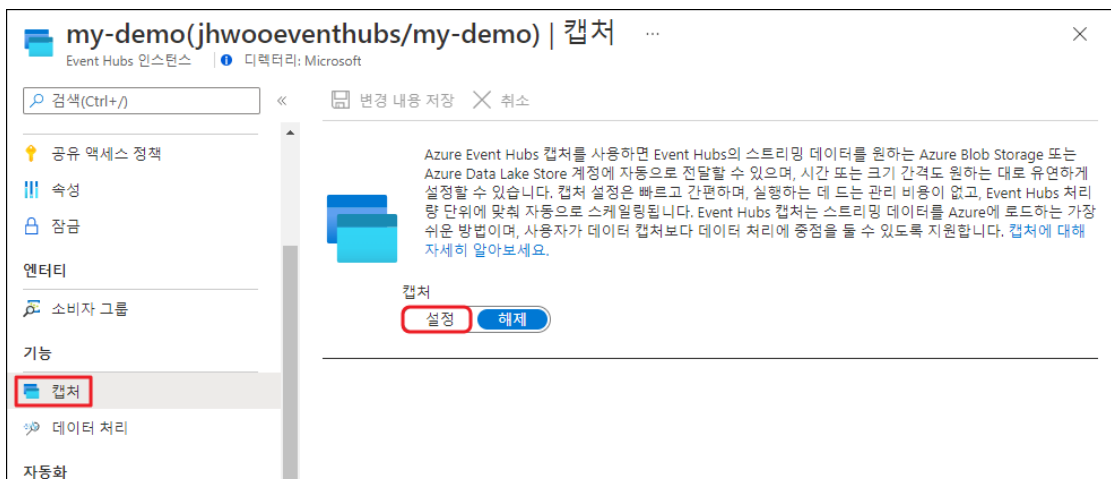 my-demo(jhwooeventhubs/my-demo) | 캡처 ...
Event Hubs 인스턴스 디렉터리: Microsoft
검색(Ctrl+/)
변경 내용 저장 취소
공유 액세스 정책
속성
잠금
엔터티
소비자 그룹
기능
캡처
데이터 처리
자동화
Azure Event Hubs 캡처를 사용하면 Event Hubs의 스트리밍 데이터를 원하는 Azure Blob Storage 또는
Azure Data Lake Store 계정에 자동으로 전달할 수 있으며, 시간 또는 크기 간격도 원하는 대로 유연하게
설정할 수 있습니다. 캡처 설정은 빠르고 간편하며, 실행하는 데 드는 관리 비용이 없고, Event Hubs 처리
량 단위에 맞춰 자동으로 스케일링됩니다. Event Hubs 캡처는 스트리밍 데이터를 Azure에 로드하는 가장
쉬운 방법이며, 사용자가 데이터 캡처보다 데이터 처리에 중점을 둘 수 있도록 지원합니다. 캡처에 대해
자세히 알아보세요.
캡처
설정 해제